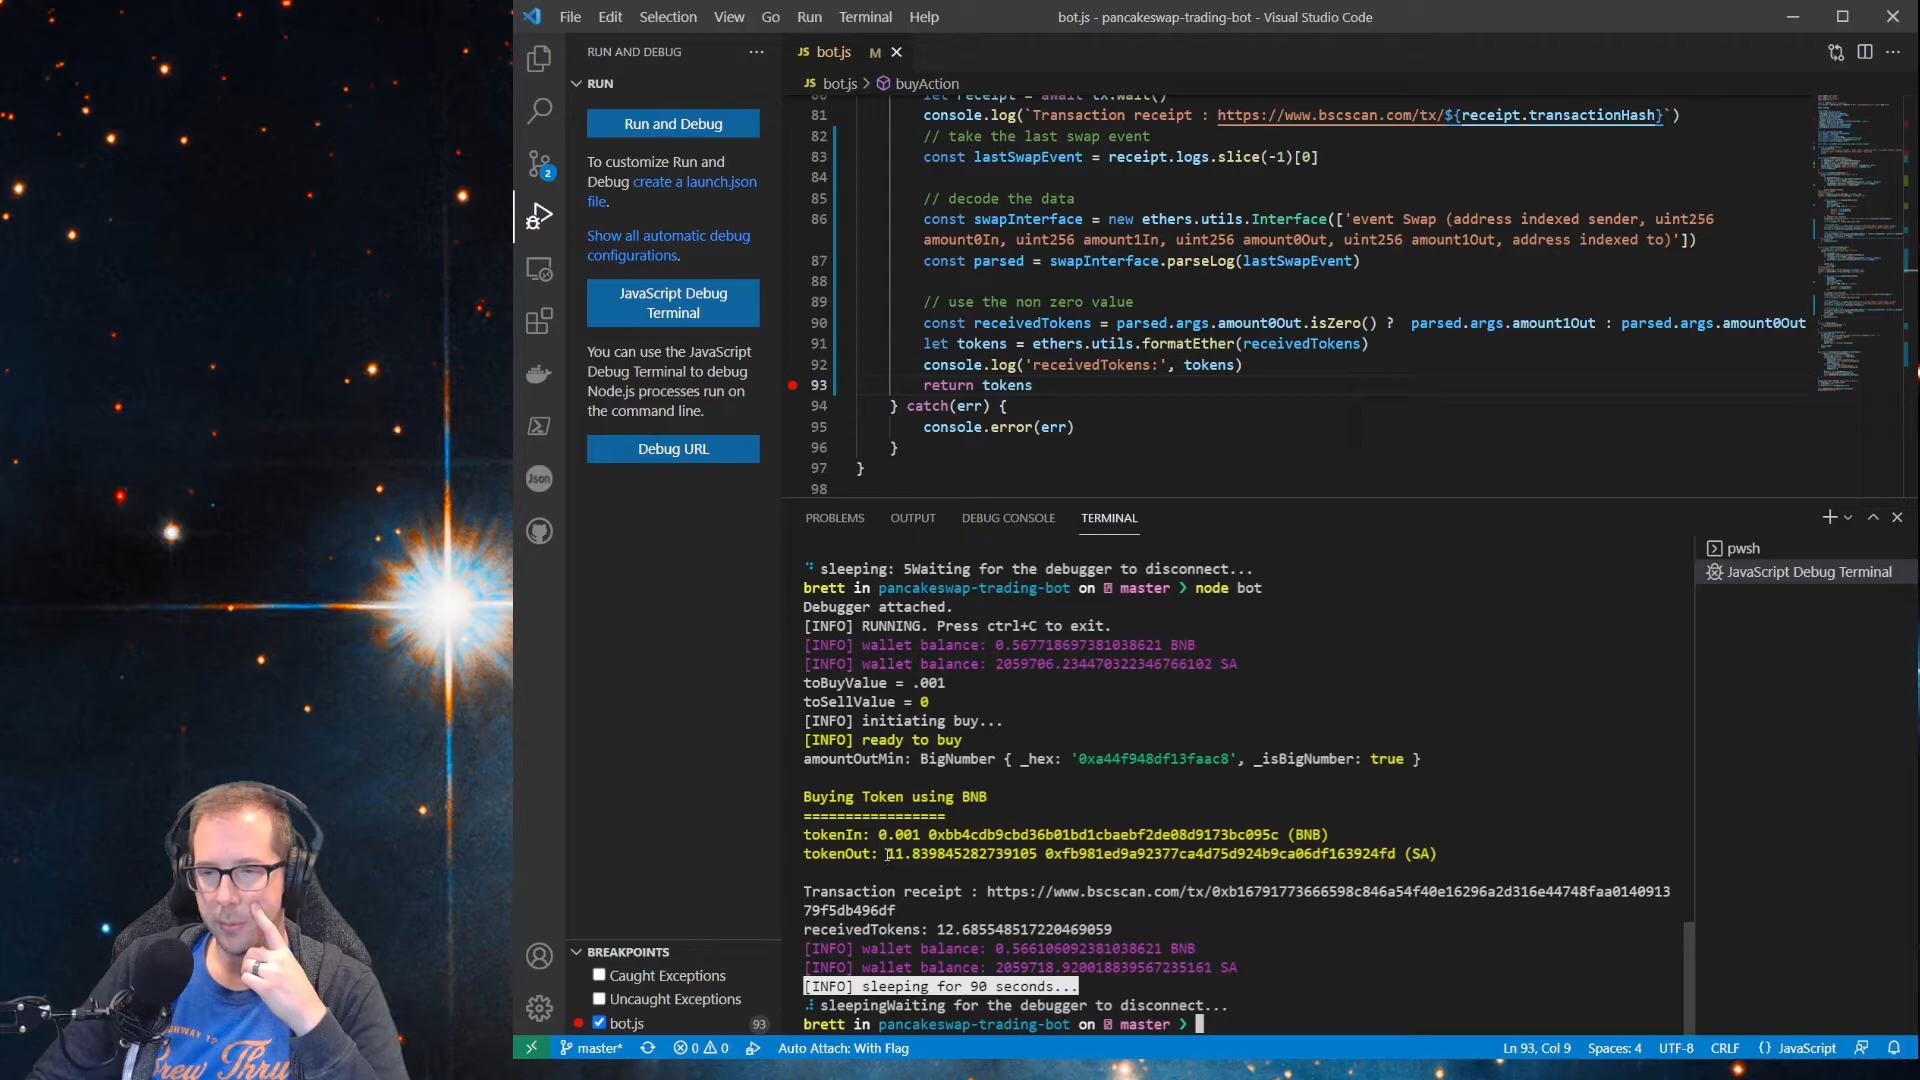 File Edit Selection View Go Run Terminal Help
bot.js - pancakeswap-trading-bot - Visual Studio Code
RUN AND DEBUG ···
JS bot.js M
RUN
JS bot.js > buyAction
Run and Debug
To customize Run and
Debug create a launch.json
file.
Show all automatic debug
configurations.
JavaScript Debug
Terminal
You can use the JavaScript
Debug Terminal to debug
Node.js processes run on
the command line.
Debug URL
2
Json
80 let receipt = await tx.wait()
81 console.log(`Transaction receipt : https://www.bscscan.com/tx/${receipt.transactionHash}`)
82 // take the last swap event
83 const lastSwapEvent = receipt.logs.slice(-1)[0]
84
85 // decode the data
86 const swapInterface = new ethers.utils.Interface(['event Swap (address indexed sender, uint256
amount0In, uint256 amount1In, uint256 amount0Out, uint256 amount1Out, address indexed to)'])
87 const parsed = swapInterface.parseLog(lastSwapEvent)
88
89 // use the non zero value
90 const receivedTokens = parsed.args.amount0Out.isZero() ? parsed.args.amount1Out : parsed.args.amount0Out
91 let tokens = ethers.utils.formatEther(receivedTokens)
92 console.log('receivedTokens:', tokens)
93 return tokens
94 } catch(err) {
95 console.error(err)
96 }
97 }
98
PROBLEMS OUTPUT DEBUG CONSOLE TERMINAL
pwsh
JavaScript Debug Terminal
sleeping: 5Waiting for the debugger to disconnect...
brett in pancakeswap-trading-bot on master ❯ node bot
Debugger attached.
[INFO] RUNNING. Press ctrl+C to exit.
[INFO] wallet balance: 0.567718697381038621 BNB
[INFO] wallet balance: 2059706.234470322346766102 SA
toBuyValue = .001
toSellValue = 0
[INFO] initiating buy...
[INFO] ready to buy
amountOutMin: BigNumber { _hex: '0xa44f948df13faac8', _isBigNumber: true }
Buying Token using BNB
=================
tokenIn: 0.001 0xbb4cdb9cbd36b01bd1cbaebf2de08d9173bc095c (BNB)
tokenOut: 11.839845282739105 0xfb981ed9a92377ca4d75d924b9ca06df163924fd (SA)
Transaction receipt : https://www.bscscan.com/tx/0xb16791773666598c846a54f40e16296a2d316e44748faa0140913
79f5db496df
receivedTokens: 12.685548517220469059
[INFO] wallet balance: 0.566106092381038621 BNB
[INFO] wallet balance: 2059718.920018839567235161 SA
[INFO] sleeping for 90 seconds...
sleepingWaiting for the debugger to disconnect...
brett in pancakeswap-trading-bot on master ❯
BREAKPOINTS
Caught Exceptions
Uncaught Exceptions
bot.js 93
master* 0 0 Auto Attach: With Flag
Ln 93, Col 9 Spaces: 4 UTF-8 CRLF {} JavaScript